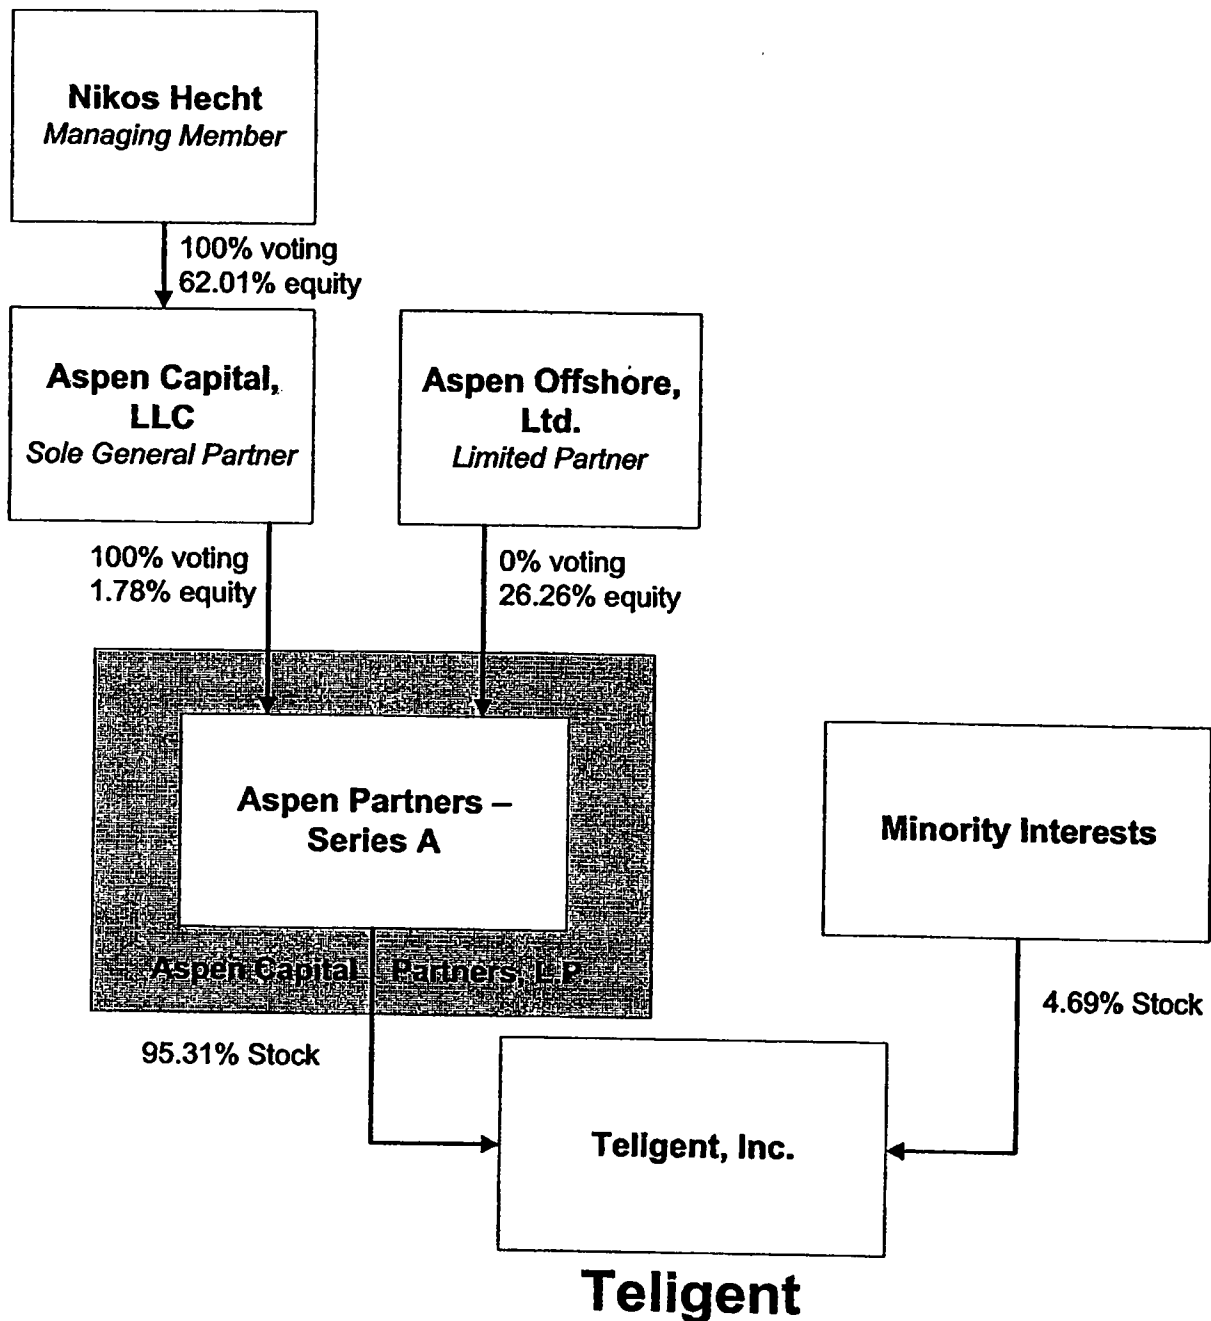 Nikos Hecht
Managing Member
100% voting
62.01% equity
Aspen Capital,
LLC
Sole General Partner
Aspen Offshore,
Ltd.
Limited Partner
100% voting
1.78% equity
0% voting
26.26% equity
Aspen Partners –
Series A
Aspen Capital Partners, L.P.
Minority Interests
95.31% Stock
4.69% Stock
Teligent, Inc.
Teligent